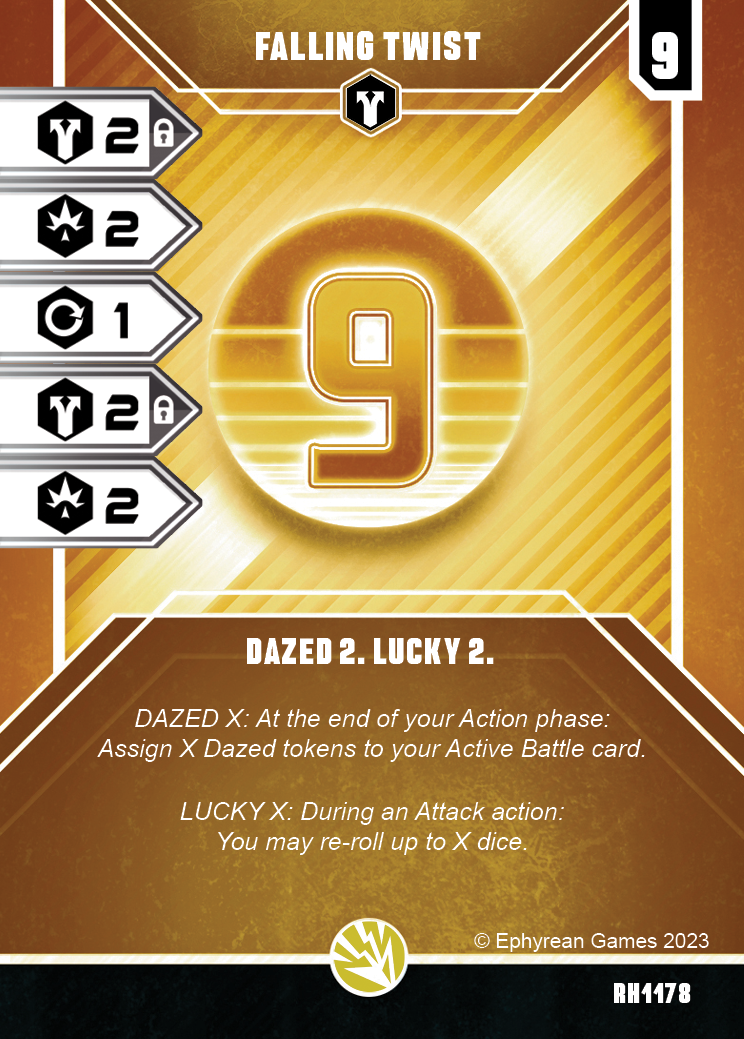 FALLING TWIST
9
2
2
1
2
2
9
DAZED 2. LUCKY 2.
DAZED X: At the end of your Action phase:
Assign X Dazed tokens to your Active Battle card.
LUCKY X: During an Attack action:
You may re-roll up to X dice.
© Ephyrean Games 2023
RH1178